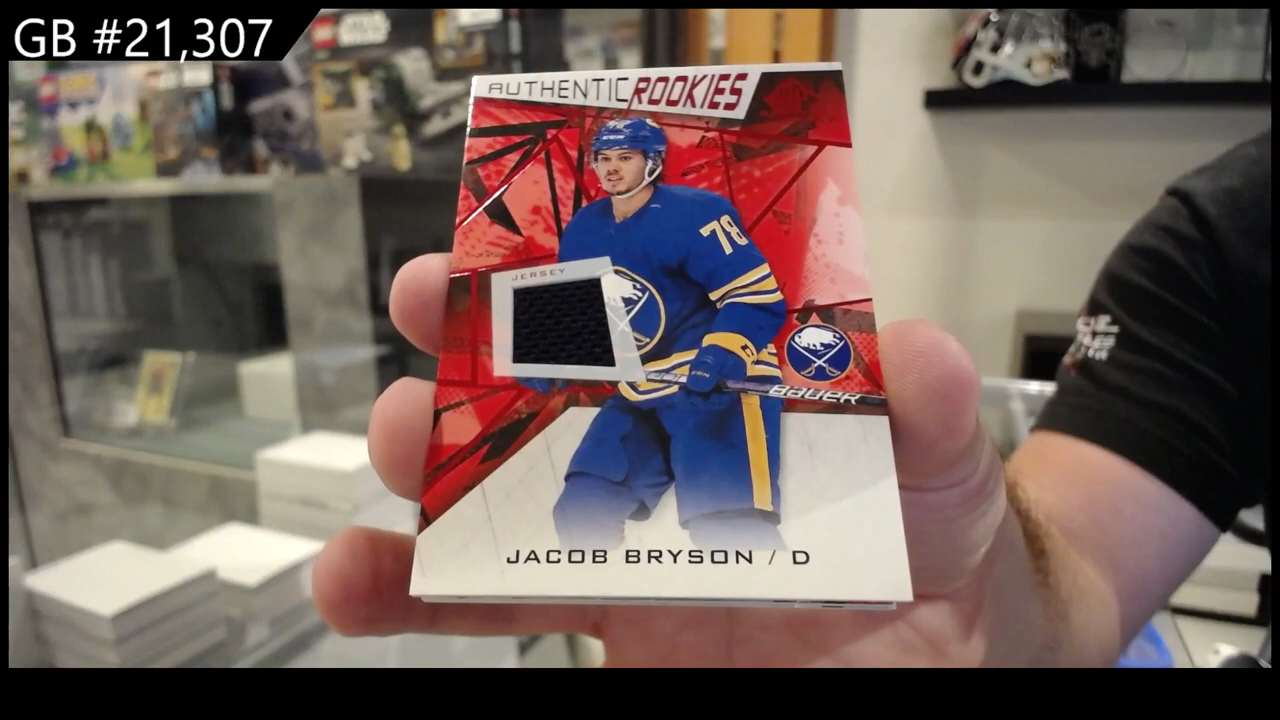 GB #21,307
AUTHENTIC ROOKIES
78
JERSEY
BAUER
JACOB BRYSON / D